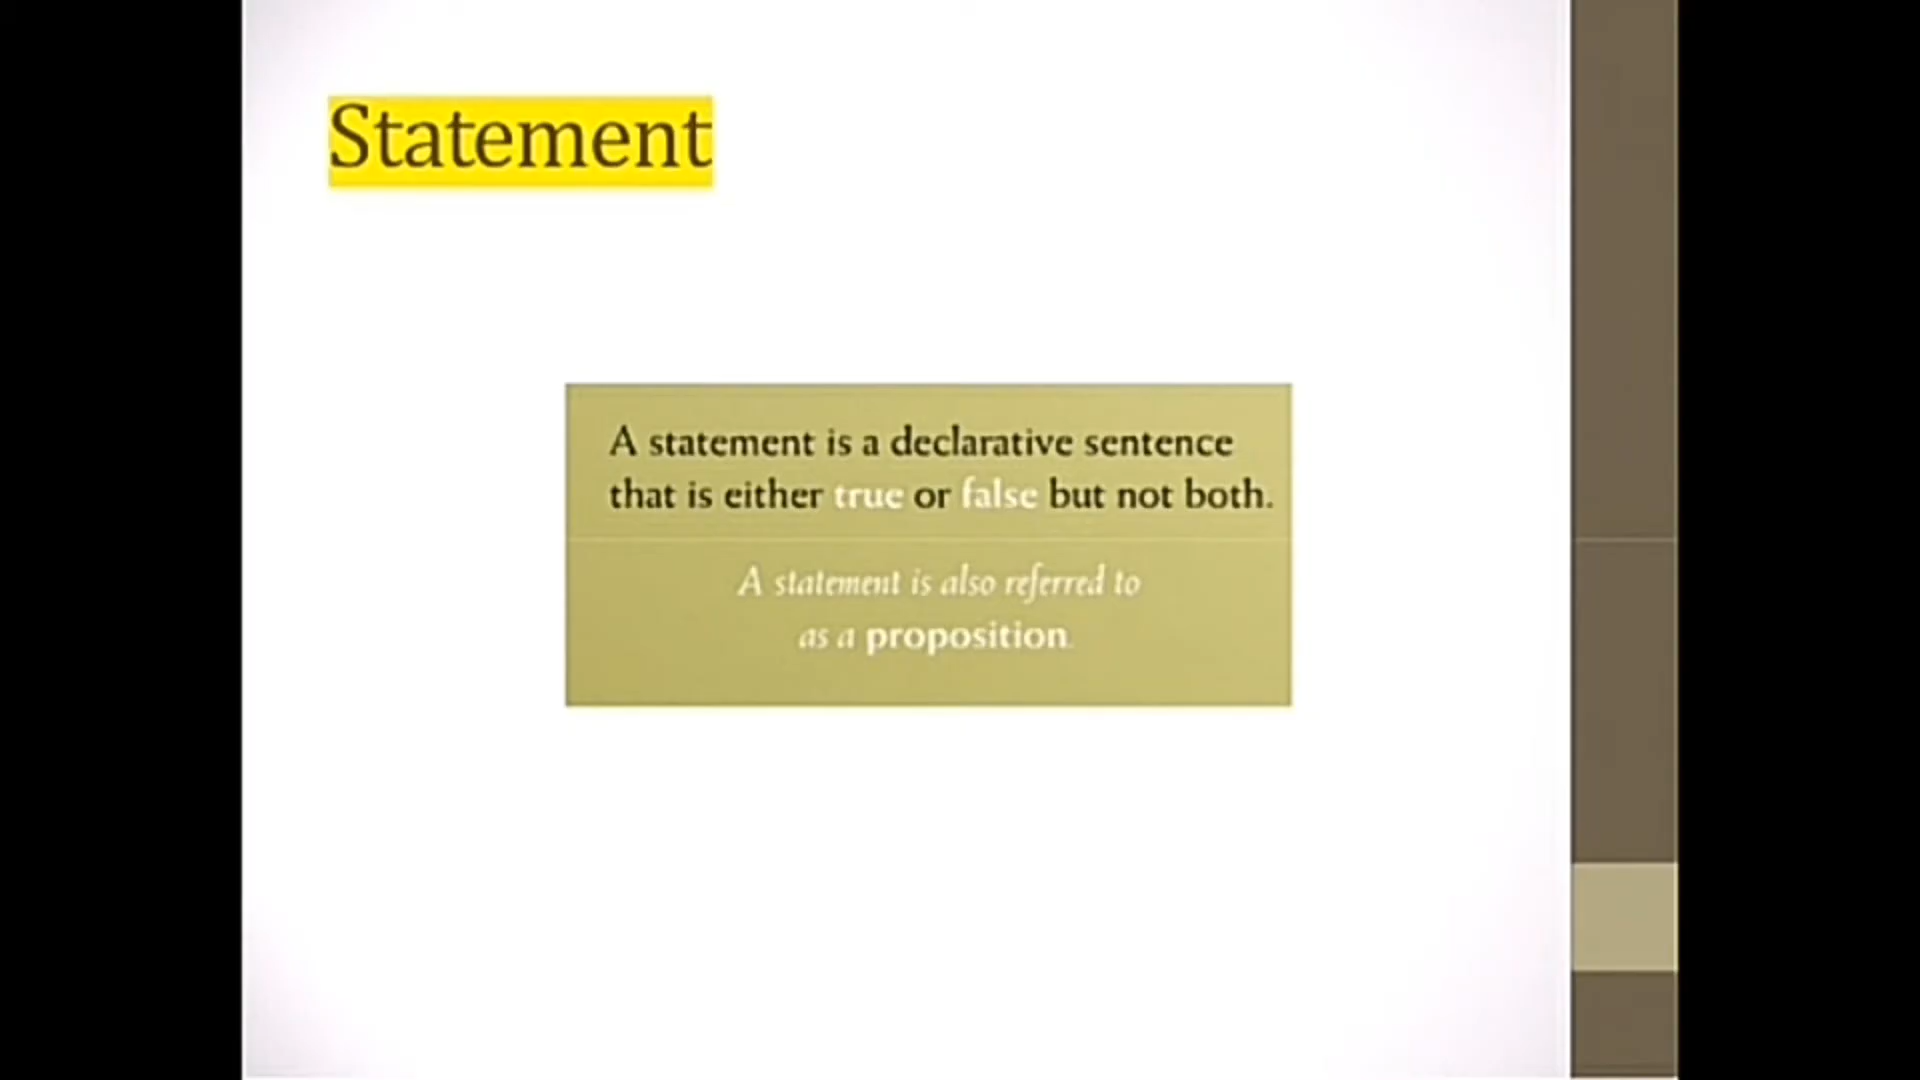 Statement
A statement is a declarative sentence
that is either true or false but not both.
A statement is also referred to
as a proposition.